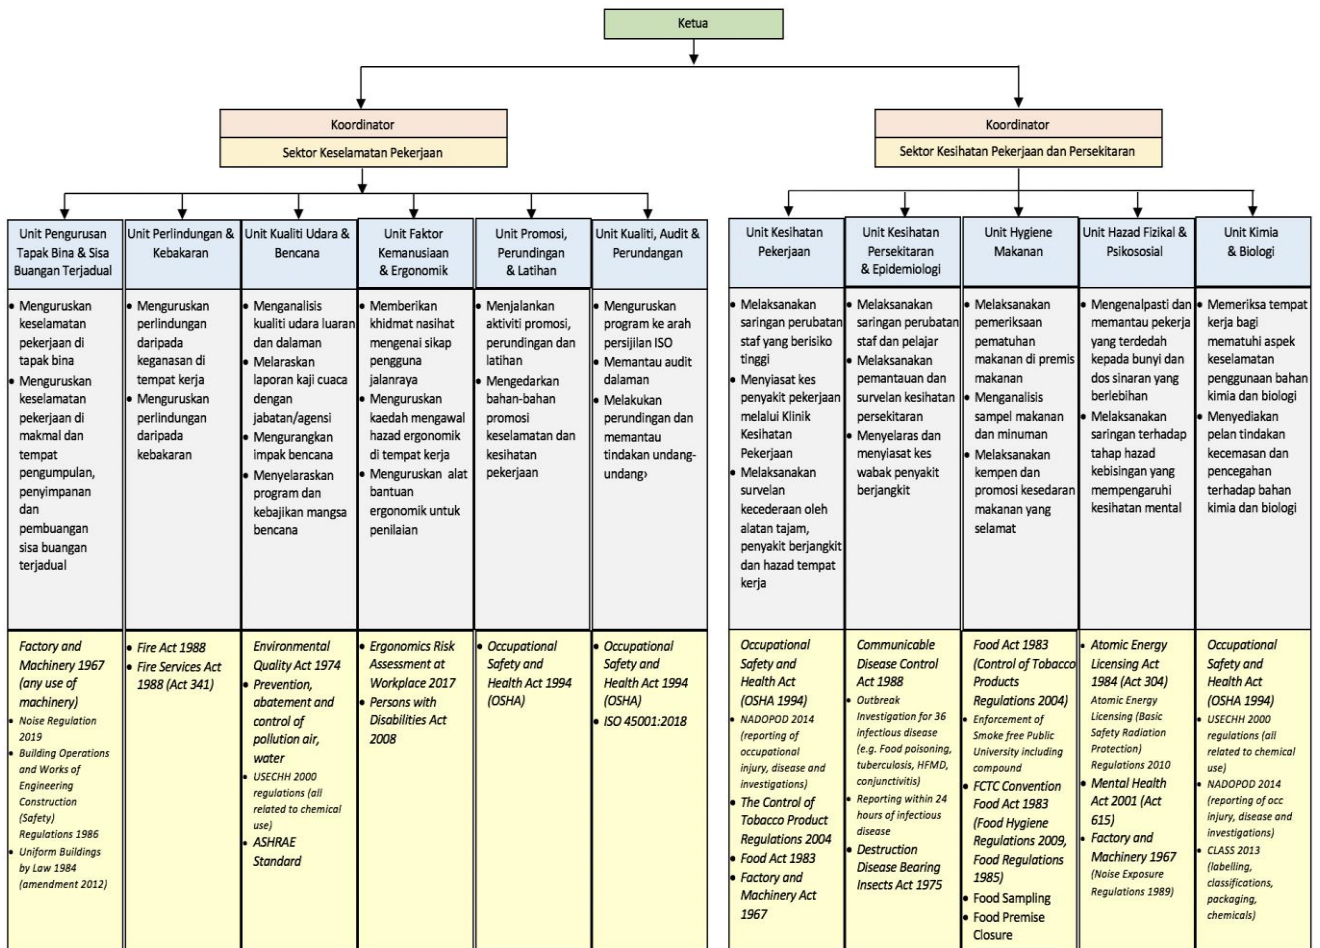 Ketua
Koordinator
Sektor Keselamatan Pekerjaan
Koordinator
Sektor Kesihatan Pekerjaan dan Persekitaran
Unit Pengurusan
Tapak Bina & Sisa
Buangan Terjadual
• Menguruskan
keselamatan
pekerjaan di
tapak bina
• Menguruskan
keselamatan
pekerjaan di
makmal dan
tempat
pengumpulan,
penyimpanan
dan
pembuangan
sisa buangan
terjadual
Factory and
Machinery 1967
(any use of
machinery)
• Noise Regulation
2019
• Building Operations
and Works of
Engineering
Construction
(Safety)
Regulations 1986
• Uniform Buildings
by Law 1984
(amendment 2012)
Unit Perlindungan &
Kebakaran
• Menguruskan
perlindungan
daripada
keganasan di
tempat kerja
• Menguruskan
perlindungan
daripada
kebakaran
• Fire Act 1988
• Fire Services Act
1988 (Act 341)
Unit Kualiti Udara &
Bencana
• Menganalisis
kualiti udara luaran
dan dalaman
• Melaraskan
laporan kaji cuaca
dengan
jabatan/agensi
• Mengurangkan
impak bencana
• Menyelaraskan
program dan
kebajikan mangsa
bencana
Environmental
Quality Act 1974
• Prevention,
abatement and
control of
pollution air,
water
• USECHH 2000
regulations (all
related to chemical
use)
• ASHRAE
Standard
Unit Faktor
Kemanusiaan
& Ergonomik
• Memberikan
khidmat nasihat
mengenai sikap
pengguna
jalanraya
• Menguruskan
kaedah mengawal
hazad ergonomik
di tempat kerja
• Menguruskan alat
bantuan
ergonomik untuk
penilaian
• Ergonomics Risk
Assessment at
Workplace 2017
• Persons with
Disabilities Act
2008
Unit Promosi,
Perundingan
& Latihan
• Menjalankan
aktiviti promosi,
perundingan dan
latihan
• Mengedarkan
bahan-bahan
promosi
keselamatan dan
kesihatan
pekerjaan
• Occupational
Safety and
Health Act 1994
(OSHA)
Unit Kualiti, Audit &
Perundangan
• Menguruskan
program ke arah
persijilan ISO
• Memantau audit
dalaman
• Melakukan
perundingan dan
memantau
tindakan undang-
undang›
• Occupational
Safety and
Health Act 1994
(OSHA)
• ISO 45001:2018
Unit Kesihatan
Pekerjaan
• Melaksanakan
saringan perubatan
staf yang berisiko
tinggi
• Menyiasat kes
penyakit pekerjaan
melalui Klinik
Kesihatan
Pekerjaan
• Melaksanakan
survelan
kecederaan oleh
alatan tajam,
penyakit berjangkit
dan hazad tempat
kerja
Occupational
Safety and
Health Act
(OSHA 1994)
• NADOPOD 2014
(reporting of
occupational
injury, disease and
investigations)
• The Control of
Tobacco Product
Regulations 2004
• Food Act 1983
• Factory and
Machinery Act
1967
Unit Kesihatan
Persekitaran
& Epidemiologi
• Melaksanakan
saringan perubatan
staf dan pelajar
• Melaksanakan
pemantauan dan
survelan kesihatan
persekitaran
• Menyelaras dan
menyiasat kes
wabak penyakit
berjangkit
Communicable
Disease Control
Act 1988
• Outbreak
Investigation for 36
infectious disease
(e.g. Food poisoning,
tuberculosis, HFMD,
conjunctivitis)
• Reporting within 24
hours of infectious
disease
• Destruction
Disease Bearing
Insects Act 1975
Unit Hygiene
Makanan
• Melaksanakan
pemeriksaan
pematuhan
makanan di premis
makanan
• Menganalisis
sampel makanan
dan minuman
• Melaksanakan
kempen dan
promosi kesedaran
makanan yang
selamat
Food Act 1983
(Control of Tobacco
Products
Regulations 2004)
• Enforcement of
Smoke free Public
University including
compound
• FCTC Convention
Food Act 1983
(Food Hygiene
Regulations 2009,
Food Regulations
1985)
• Food Sampling
• Food Premise
Closure
Unit Hazad Fizikal &
Psikososial
• Mengenalpasti dan
memantau pekerja
yang terdedah
kepada bunyi dan
dos sinaran yang
berlebihan
• Melaksanakan
saringan terhadap
tahap hazad
kebisingan yang
mempengaruhi
kesihatan mental
• Atomic Energy
Licensing Act
1984 (Act 304)
Atomic Energy
Licensing (Basic
Safety Radiation
Protection)
Regulations 2010
• Mental Health
Act 2001 (Act
615)
• Factory and
Machinery 1967
(Noise Exposure
Regulations 1989)
Unit Kimia
& Biologi
• Memeriksa tempat
kerja bagi
mematuhi aspek
keselamatan
penggunaan bahan
kimia dan biologi
• Menyediakan
pelan tindakan
kecemasan dan
pencegahan
terhadap bahan
kimia dan biologi
Occupational
Safety and
Health Act
(OSHA 1994)
• USECHH 2000
regulations (all
related to chemical
use)
• NADOPOD 2014
(reporting of occ
injury, disease and
investigations)
• CLASS 2013
(labelling,
classifications,
packaging,
chemicals)